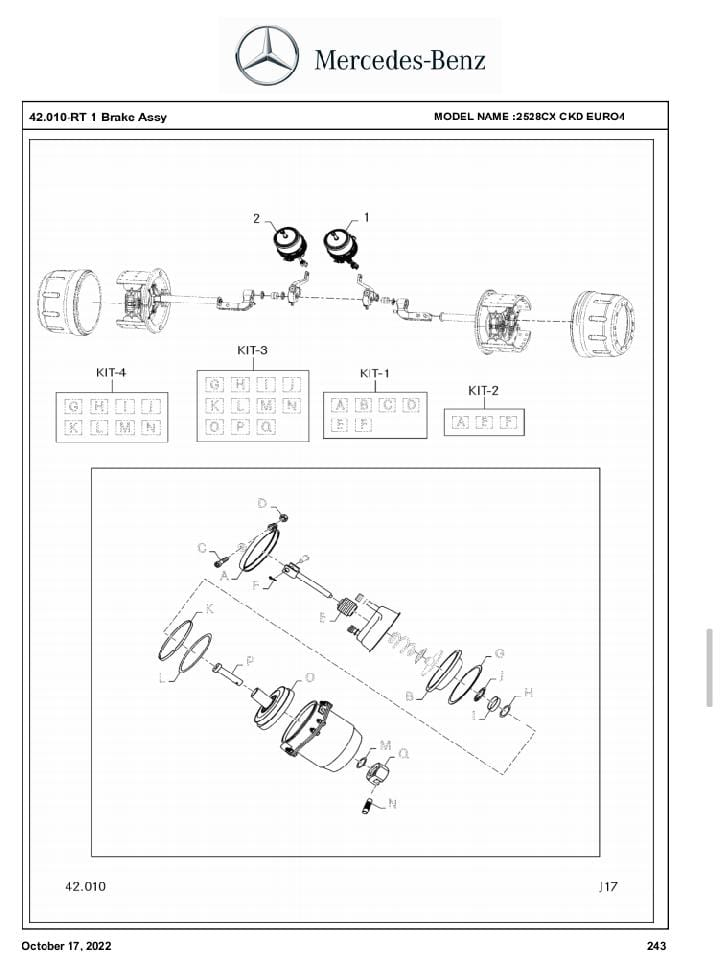 Mercedes-Benz
42.010-RT 1 Brake Assy MODEL NAME :2528CX CKD EURO4
2 1
KIT-4 KIT-3 KIT-1 KIT-2
G H I J
K L M N
G H I J
K L M N
O P Q
A B C D
E F
A E F
D
C
A
F
K
E
P
G
L
O
J
H
B
I
M
Q
N
42.010 J17
October 17, 2022 243